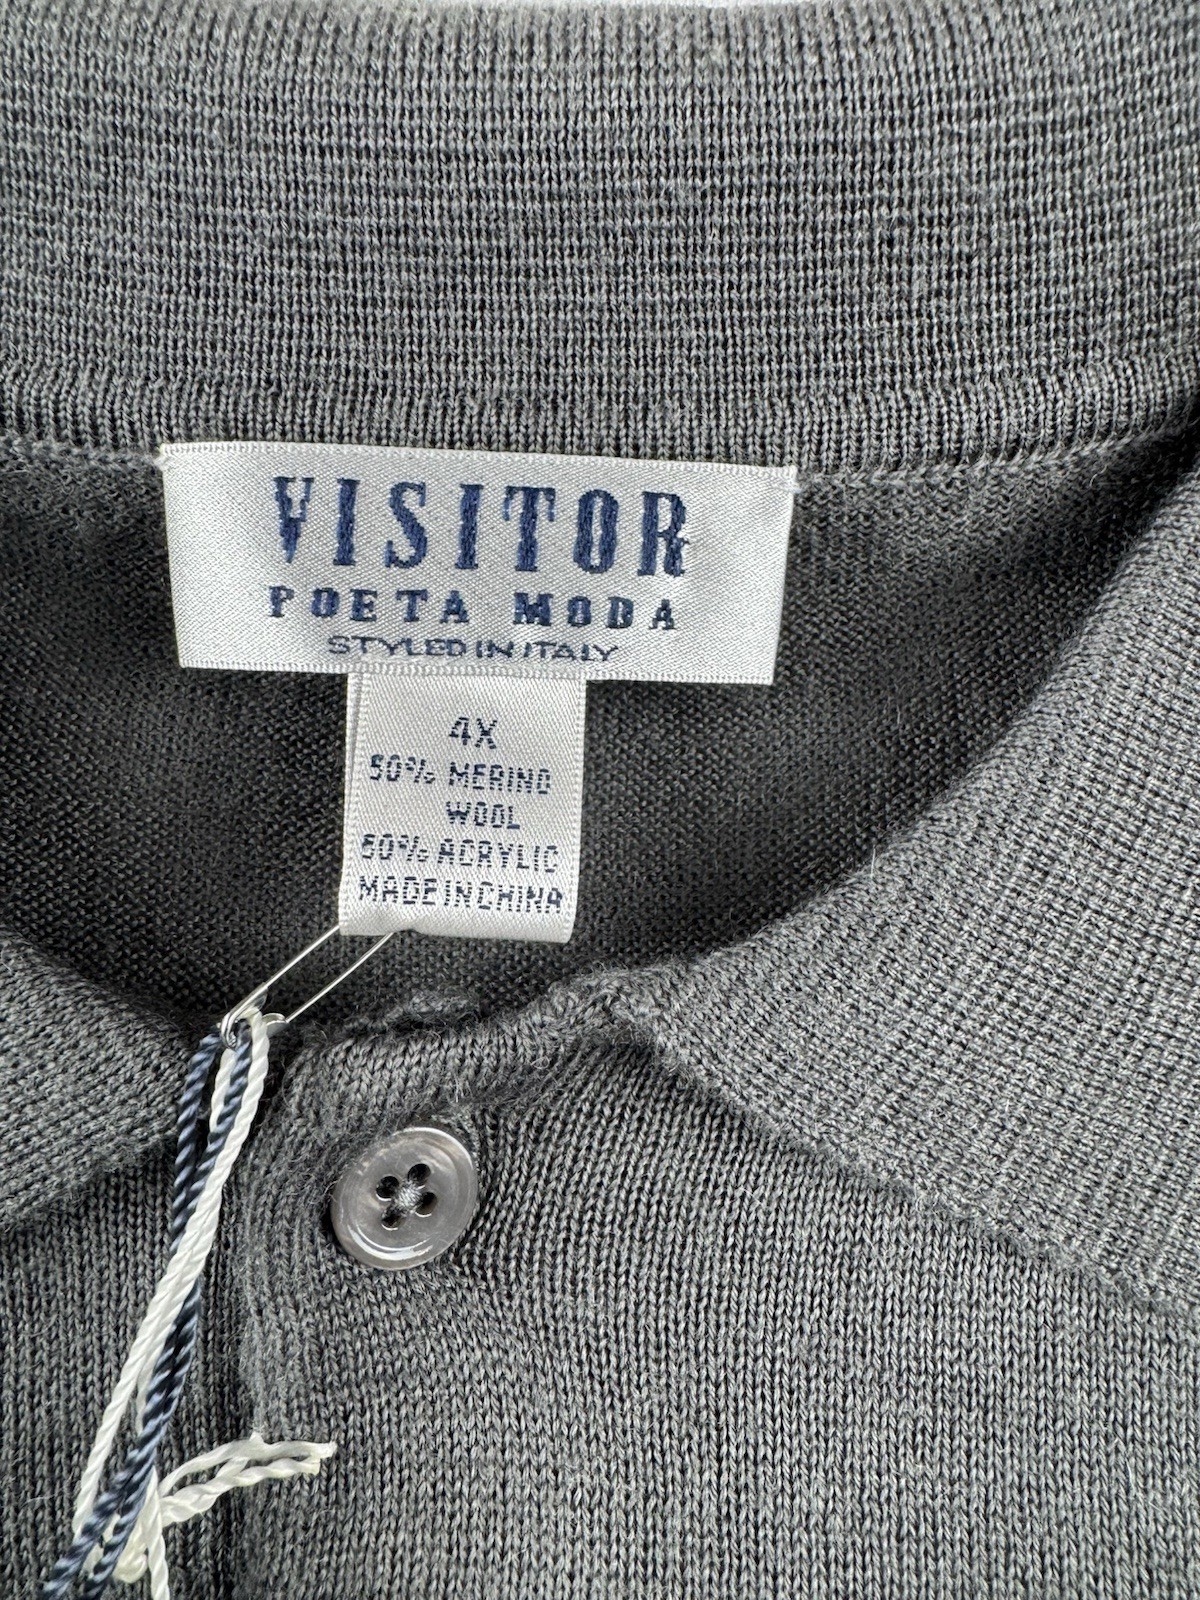 VISITOR
POETA MODA
STYLED IN ITALY
4X
50% MERINO
WOOL
50% ACRYLIC
MADE IN CHINA